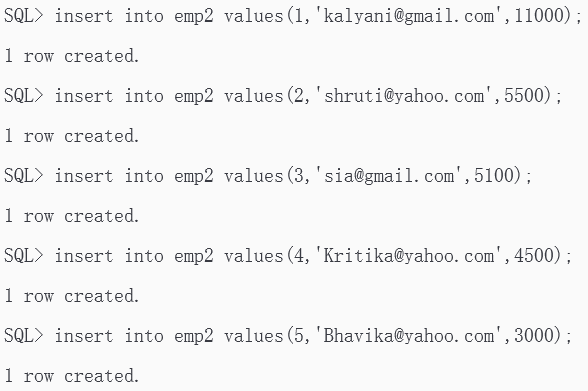 SQL> insert into emp2 values(1,'kalyani@gmail.com',11000);
1 row created.
SQL> insert into emp2 values(2,'shruti@yahoo.com',5500);
1 row created.
SQL> insert into emp2 values(3,'sia@gmail.com',5100);
1 row created.
SQL> insert into emp2 values(4,'Kritika@yahoo.com',4500);
1 row created.
SQL> insert into emp2 values(5,'Bhavika@yahoo.com',3000);
1 row created.